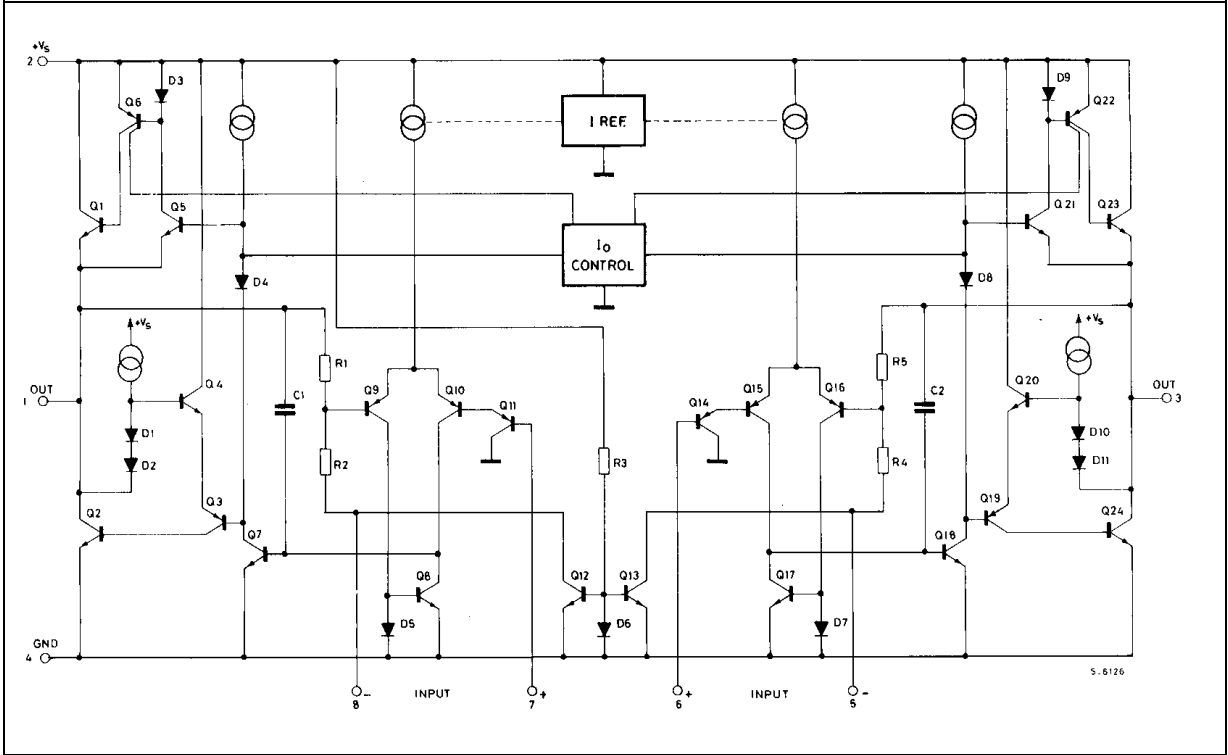 +Vs
2
D3
Q6
D9
Q22
I REF.
Q1
Q5
Q21
Q23
Io
CONTROL
D4
D8
+Vs
+Vs
R1
R5
Q4
Q9
Q10
Q11
Q14
Q15
Q16
Q20
OUT
1
C1
C2
OUT
3
D1
D2
R2
R3
R4
D10
D11
Q3
Q2
Q7
Q19
Q18
Q24
Q8
Q12
Q13
Q17
D5
D6
D7
GND
4
S.6126
8
-
INPUT
7
+
6
+
INPUT
5
-